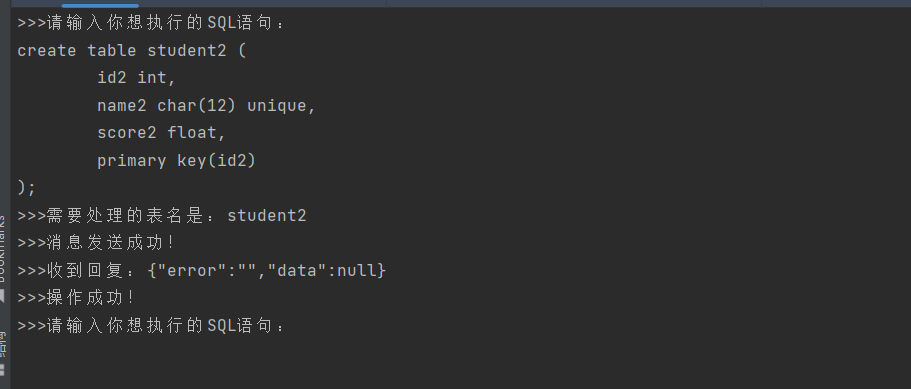 >>>请输入你想执行的SQL语句：
create table student2 (
        id2 int,
        name2 char(12) unique,
        score2 float,
        primary key(id2)
);
>>>需要处理的表名是：student2
>>>消息发送成功！
>>>收到回复：{"error":"","data":null}
>>>操作成功！
>>>请输入你想执行的SQL语句：